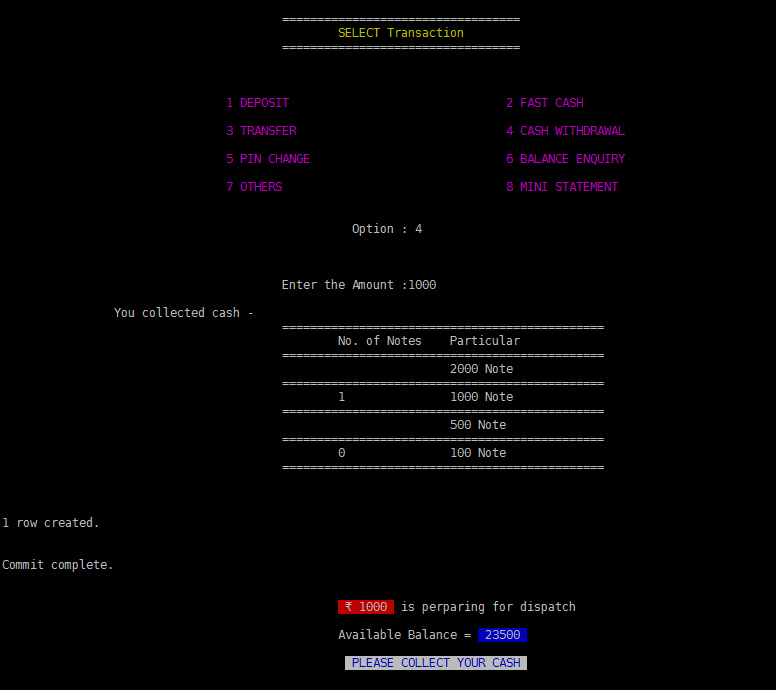 ==================================
SELECT Transaction
==================================
1 DEPOSIT 2 FAST CASH
3 TRANSFER 4 CASH WITHDRAWAL
5 PIN CHANGE 6 BALANCE ENQUIRY
7 OTHERS 8 MINI STATEMENT
Option : 4
Enter the Amount :1000
You collected cash -
==============================================
No. of Notes Particular
==============================================
2000 Note
==============================================
1 1000 Note
==============================================
500 Note
==============================================
0 100 Note
==============================================
1 row created.
Commit complete.
₹ 1000 is perparing for dispatch
Available Balance = 23500
PLEASE COLLECT YOUR CASH